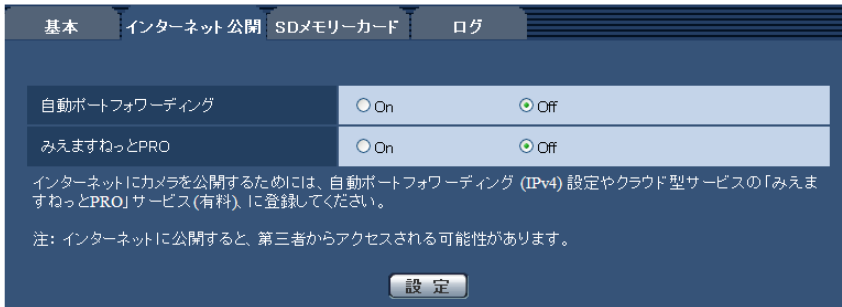 基本 インターネット公開 SDメモリーカード ログ
自動ポートフォワーディング On Off
みえますねっとPRO On Off
インターネットにカメラを公開するためには、自動ポートフォワーディング (IPv4) 設定やクラウド型サービスの「みえま
すねっとPRO」サービス(有料)、に登録してください。
注: インターネットに公開すると、第三者からアクセスされる可能性があります。
設 定